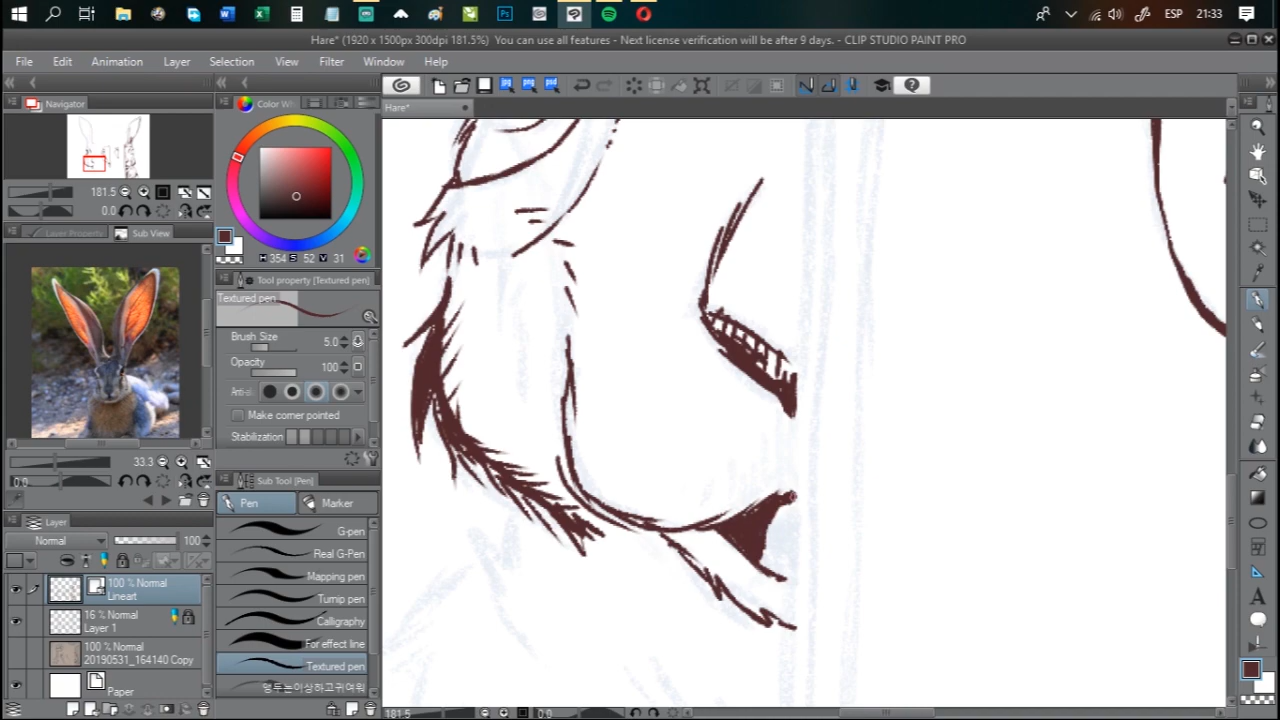 ESP 21:33
Hare* (1920 x 1500px 300dpi 181.5%) You can use all features - Next license verification will be after 9 days. - CLIP STUDIO PAINT PRO
File Edit Animation Layer Selection View Filter Window Help
Navigator
Color Wh
Hare*
181.5
0.0
Layer Property Sub View
H 354 S 52 V 31
Tool property [Textured pen]
Textured pen
Brush Size 5.0
Opacity 100
Anti-al
Make corner pointed
Stabilization
33.3
0.0
Sub Tool [Pen]
Pen Marker
G-pen
Real G-Pen
Mapping pen
Turnip pen
Calligraphy
For effect line
Textured pen
Layer
Normal 100
100 % Normal
Lineart
16 % Normal
Layer 1
100 % Normal
20190531_164140 Copy
Paper
181.5 0.0